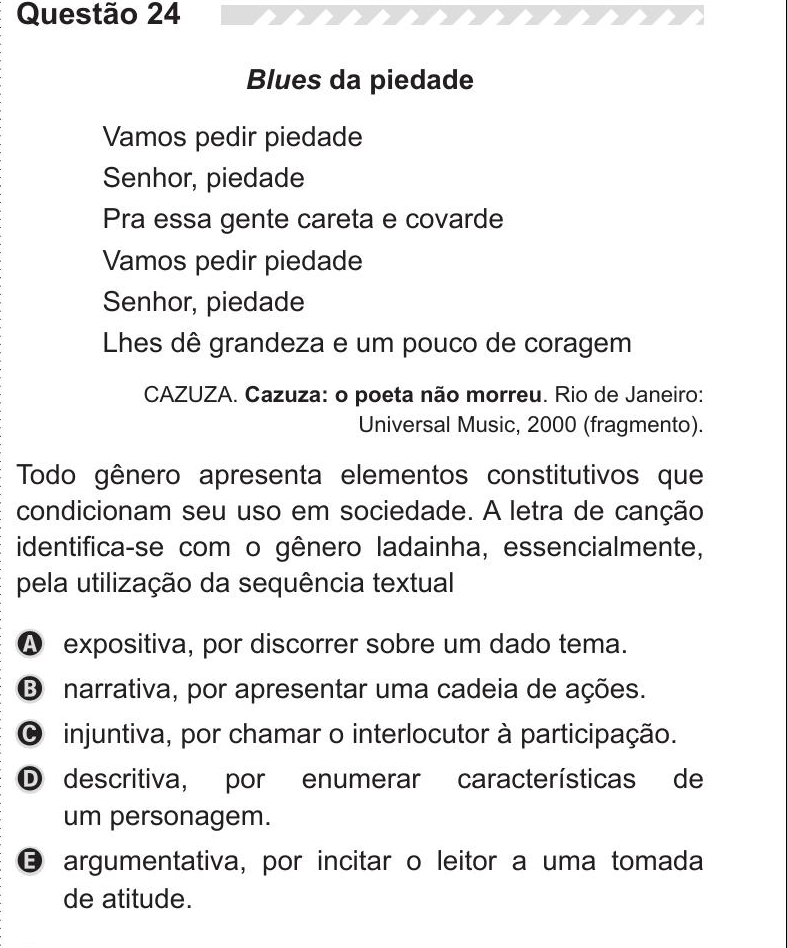 Questão 24
Blues da piedade
Vamos pedir piedade
Senhor, piedade
Pra essa gente careta e covarde
Vamos pedir piedade
Senhor, piedade
Lhes dê grandeza e um pouco de coragem
CAZUZA. Cazuza: o poeta não morreu. Rio de Janeiro:
Universal Music, 2000 (fragmento).
Todo gênero apresenta elementos constitutivos que
condicionam seu uso em sociedade. A letra de canção
identifica-se com o gênero ladainha, essencialmente,
pela utilização da sequência textual
A expositiva, por discorrer sobre um dado tema.
B narrativa, por apresentar uma cadeia de ações.
C injuntiva, por chamar o interlocutor à participação.
D descritiva, por enumerar características de
um personagem.
E argumentativa, por incitar o leitor a uma tomada
de atitude.